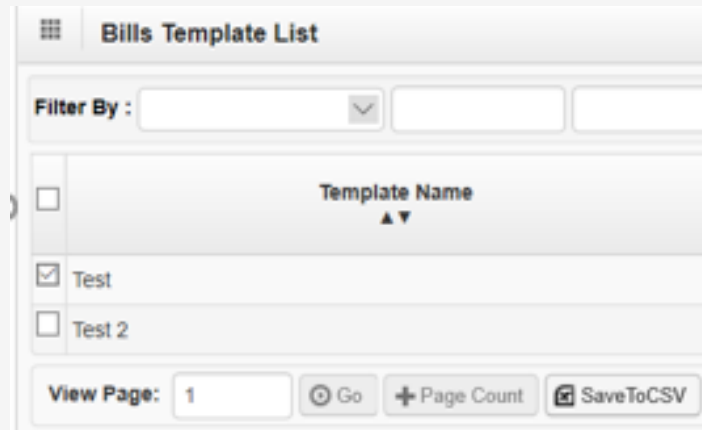 Bills Template List
Filter By :
Template Name
▲▼
Test
Test 2
View Page: 1 Go Page Count SaveToCSV